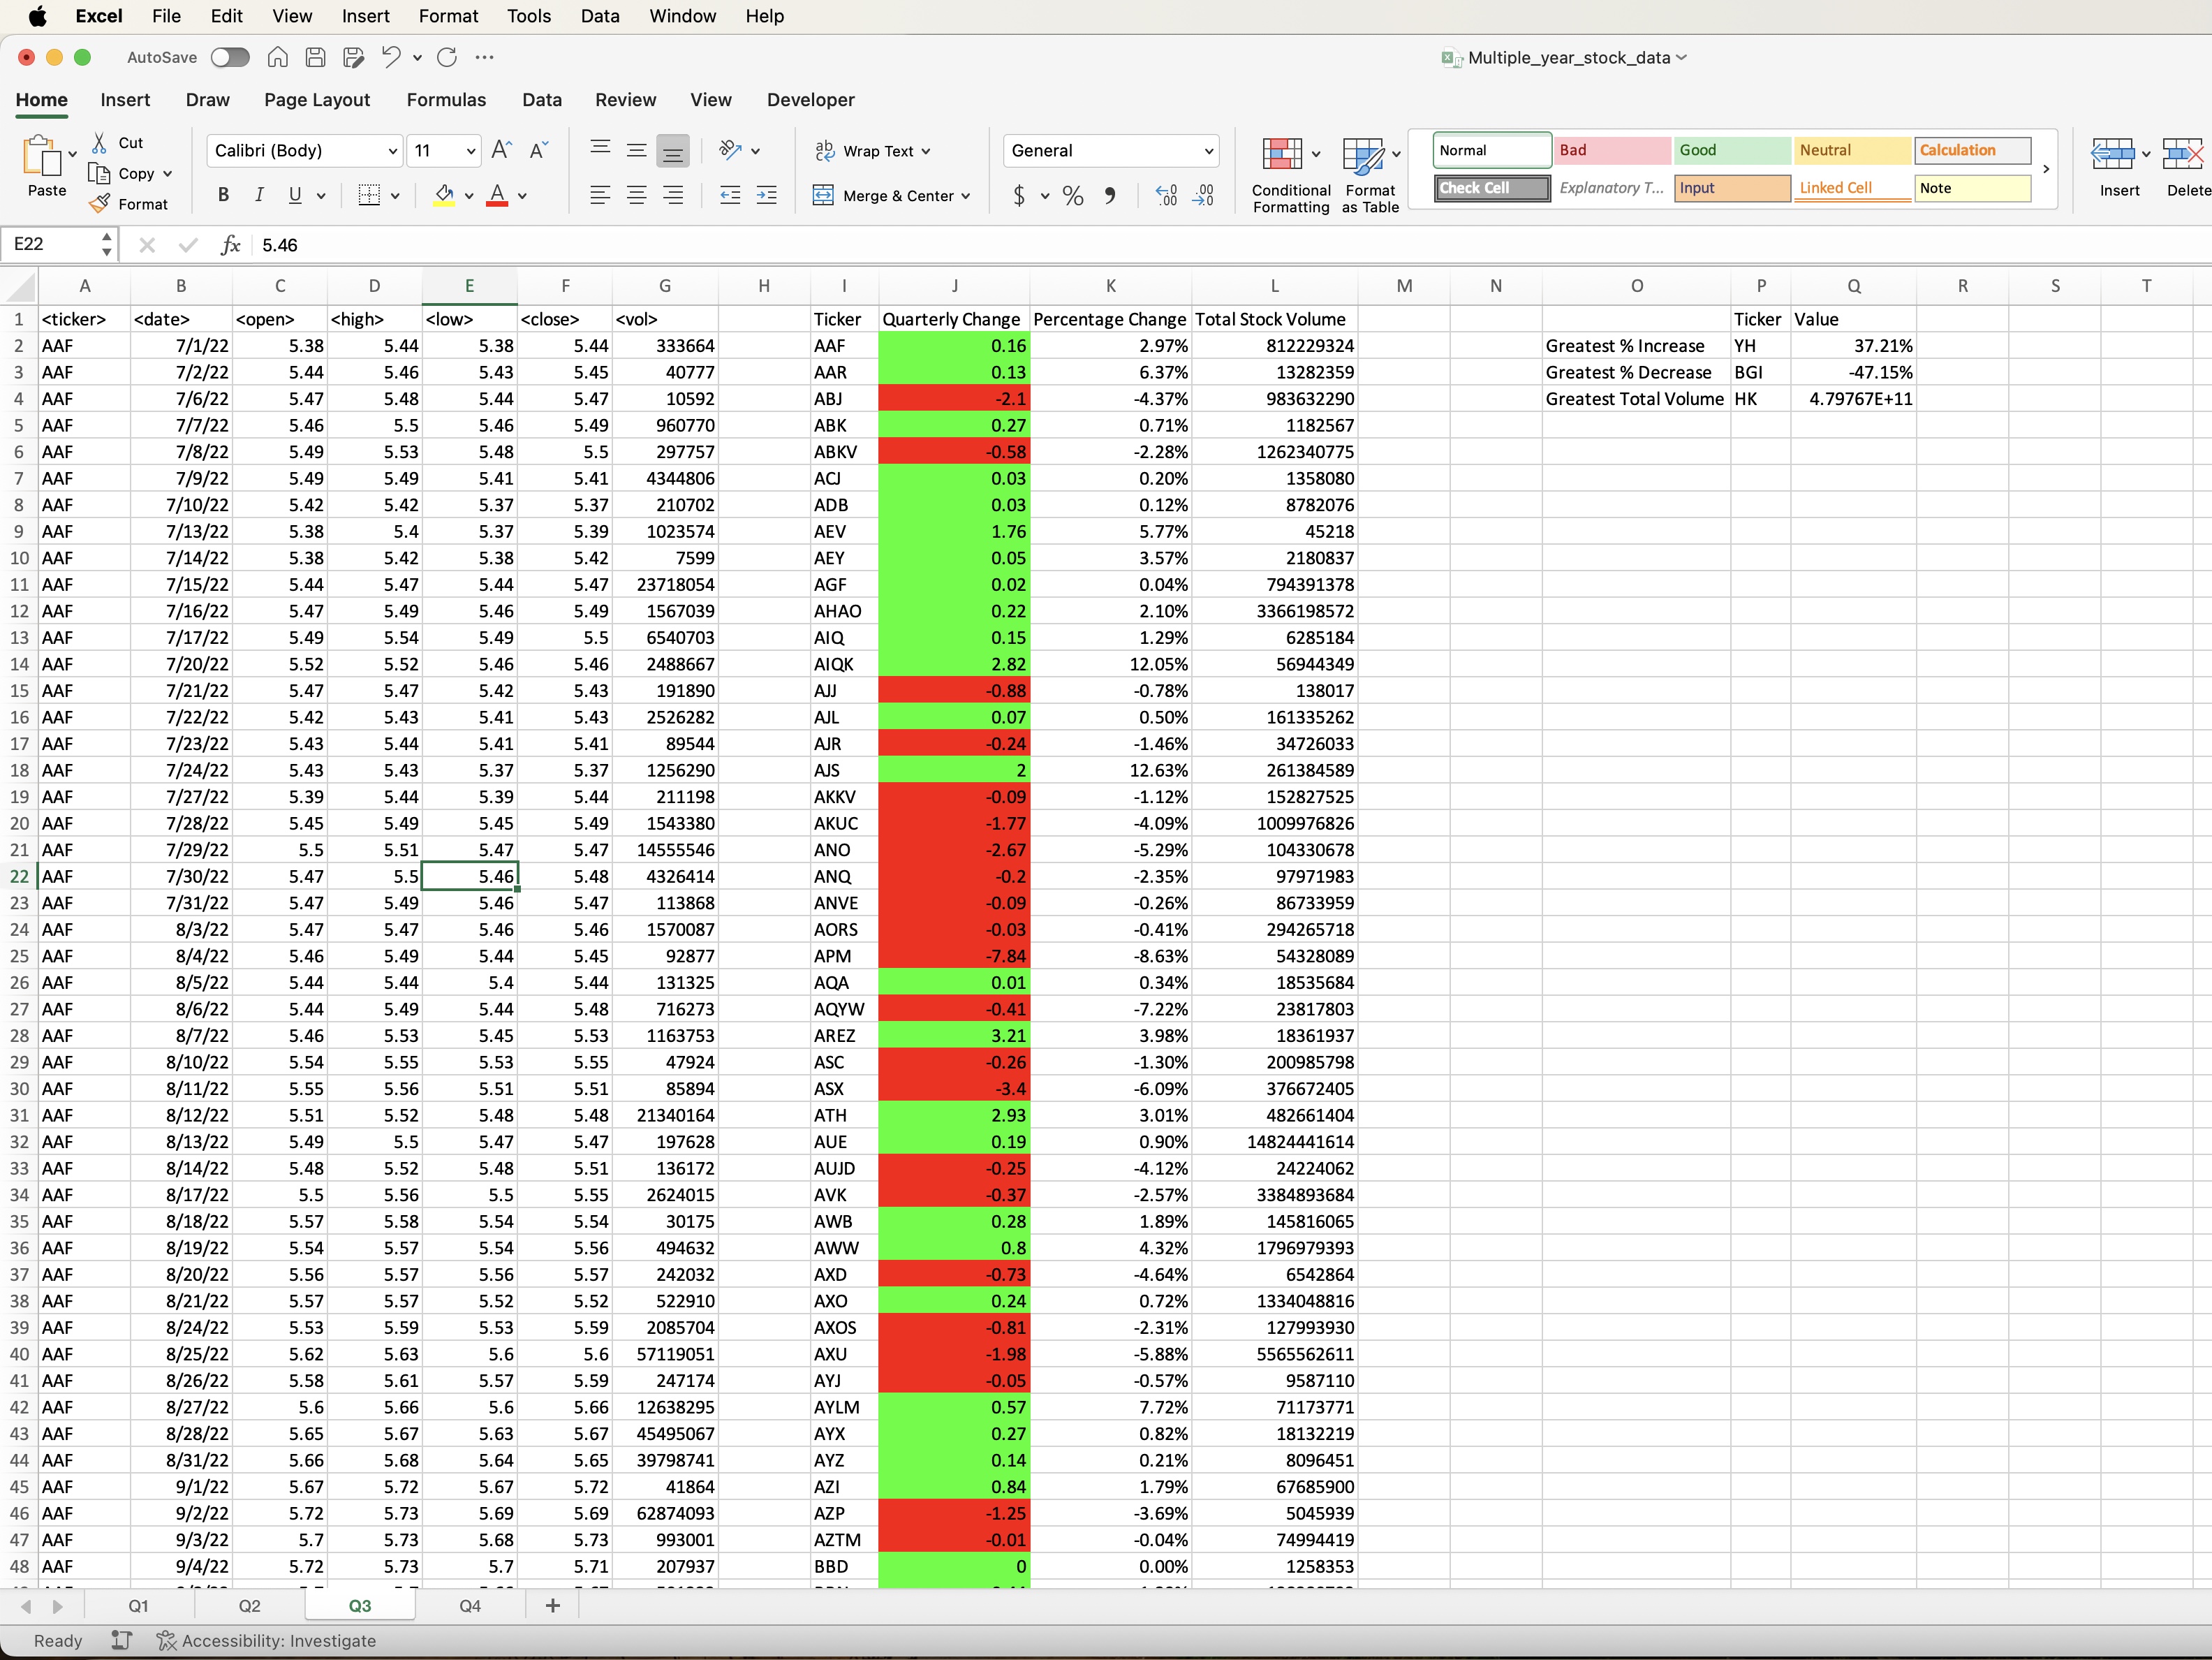 Excel File Edit View Insert Format Tools Data Window Help
AutoSave Multiple_year_stock_data
Home Insert Draw Page Layout Formulas Data Review View Developer
Paste Cut Copy Format
Calibri (Body) 11
B I U A
ab Wrap Text
Merge & Center
General
$ % 9
Conditional Formatting Format as Table
Normal Bad Good Neutral Calculation
Check Cell Explanatory T... Input Linked Cell Note
Insert Delete
E22 fx 5.46
A B C D E F G H I J K L M N O P Q R S T
1 <ticker> <date> <open> <high> <low> <close> <vol> Ticker Quarterly Change Percentage Change Total Stock Volume Ticker Value
2 AAF 7/1/22 5.38 5.44 5.38 5.44 333664 AAF 0.16 2.97% 812229324 Greatest % Increase YH 37.21%
3 AAF 7/2/22 5.44 5.46 5.43 5.45 40777 AAR 0.13 6.37% 13282359 Greatest % Decrease BGI -47.15%
4 AAF 7/6/22 5.47 5.48 5.44 5.47 10592 ABJ -2.1 -4.37% 983632290 Greatest Total Volume HK 4.79767E+11
5 AAF 7/7/22 5.46 5.5 5.46 5.49 960770 ABK 0.27 0.71% 1182567
6 AAF 7/8/22 5.49 5.53 5.48 5.5 297757 ABKV -0.58 -2.28% 1262340775
7 AAF 7/9/22 5.49 5.49 5.41 5.41 4344806 ACJ 0.03 0.20% 1358080
8 AAF 7/10/22 5.42 5.42 5.37 5.37 210702 ADB 0.03 0.12% 8782076
9 AAF 7/13/22 5.38 5.4 5.37 5.39 1023574 AEV 1.76 5.77% 45218
10 AAF 7/14/22 5.38 5.42 5.38 5.42 7599 AEY 0.05 3.57% 2180837
11 AAF 7/15/22 5.44 5.47 5.44 5.47 23718054 AGF 0.02 0.04% 794391378
12 AAF 7/16/22 5.47 5.49 5.46 5.49 1567039 AHAO 0.22 2.10% 3366198572
13 AAF 7/17/22 5.49 5.54 5.49 5.5 6540703 AIQ 0.15 1.29% 6285184
14 AAF 7/20/22 5.52 5.52 5.46 5.46 2488667 AIQK 2.82 12.05% 56944349
15 AAF 7/21/22 5.47 5.47 5.42 5.43 191890 AJJ -0.88 -0.78% 138017
16 AAF 7/22/22 5.42 5.43 5.41 5.43 2526282 AJL 0.07 0.50% 161335262
17 AAF 7/23/22 5.43 5.44 5.41 5.41 89544 AJR -0.24 -1.46% 34726033
18 AAF 7/24/22 5.43 5.43 5.37 5.37 1256290 AJS 2 12.63% 261384589
19 AAF 7/27/22 5.39 5.44 5.39 5.44 211198 AKKV -0.09 -1.12% 152827525
20 AAF 7/28/22 5.45 5.49 5.45 5.49 1543380 AKUC -1.77 -4.09% 1009976826
21 AAF 7/29/22 5.5 5.51 5.47 5.47 14555546 ANO -2.67 -5.29% 104330678
22 AAF 7/30/22 5.47 5.5 5.46 5.48 4326414 ANQ -0.2 -2.35% 97971983
23 AAF 7/31/22 5.47 5.49 5.46 5.47 113868 ANVE -0.09 -0.26% 86733959
24 AAF 8/3/22 5.47 5.47 5.46 5.46 1570087 AORS -0.03 -0.41% 294265718
25 AAF 8/4/22 5.46 5.49 5.44 5.45 92877 APM -7.84 -8.63% 54328089
26 AAF 8/5/22 5.44 5.44 5.4 5.44 131325 AQA 0.01 0.34% 18535684
27 AAF 8/6/22 5.44 5.49 5.44 5.48 716273 AQYW -0.41 -7.22% 23817803
28 AAF 8/7/22 5.46 5.53 5.45 5.53 1163753 AREZ 3.21 3.98% 18361937
29 AAF 8/10/22 5.54 5.55 5.53 5.55 47924 ASC -0.26 -1.30% 200985798
30 AAF 8/11/22 5.55 5.56 5.51 5.51 85894 ASX -3.4 -6.09% 376672405
31 AAF 8/12/22 5.51 5.52 5.48 5.48 21340164 ATH 2.93 3.01% 482661404
32 AAF 8/13/22 5.49 5.5 5.47 5.47 197628 AUE 0.19 0.90% 14824441614
33 AAF 8/14/22 5.48 5.52 5.48 5.51 136172 AUJD -0.25 -4.12% 24224062
34 AAF 8/17/22 5.5 5.56 5.5 5.55 2624015 AVK -0.37 -2.57% 3384893684
35 AAF 8/18/22 5.57 5.58 5.54 5.54 30175 AWB 0.28 1.89% 145816065
36 AAF 8/19/22 5.54 5.57 5.54 5.56 494632 AWW 0.8 4.32% 1796979393
37 AAF 8/20/22 5.56 5.57 5.56 5.57 242032 AXD -0.73 -4.64% 6542864
38 AAF 8/21/22 5.57 5.57 5.52 5.52 522910 AXO 0.24 0.72% 1334048816
39 AAF 8/24/22 5.53 5.59 5.53 5.59 2085704 AXOS -0.81 -2.31% 127993930
40 AAF 8/25/22 5.62 5.63 5.6 5.6 57119051 AXU -1.98 -5.88% 5565562611
41 AAF 8/26/22 5.58 5.61 5.57 5.59 247174 AYJ -0.05 -0.57% 9587110
42 AAF 8/27/22 5.6 5.66 5.6 5.66 12638295 AYLM 0.57 7.72% 71173771
43 AAF 8/28/22 5.65 5.67 5.63 5.67 45495067 AYX 0.27 0.82% 18132219
44 AAF 8/31/22 5.66 5.68 5.64 5.65 39798741 AYZ 0.14 0.21% 8096451
45 AAF 9/1/22 5.67 5.72 5.67 5.72 41864 AZI 0.84 1.79% 67685900
46 AAF 9/2/22 5.72 5.73 5.69 5.69 62874093 AZP -1.25 -3.69% 5045939
47 AAF 9/3/22 5.7 5.73 5.68 5.73 993001 AZTM -0.01 -0.04% 74994419
48 AAF 9/4/22 5.72 5.73 5.7 5.71 207937 BBD 0 0.00% 1258353
Q1 Q2 Q3 Q4 +
Ready Accessibility: Investigate